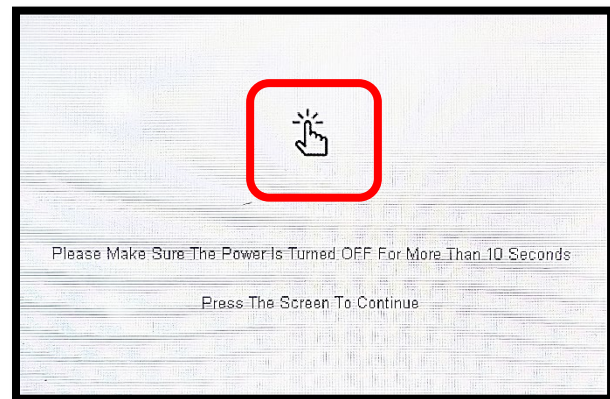 Please Make Sure The Power Is Turned OFF For More Than 10 Seconds
Press The Screen To Continue